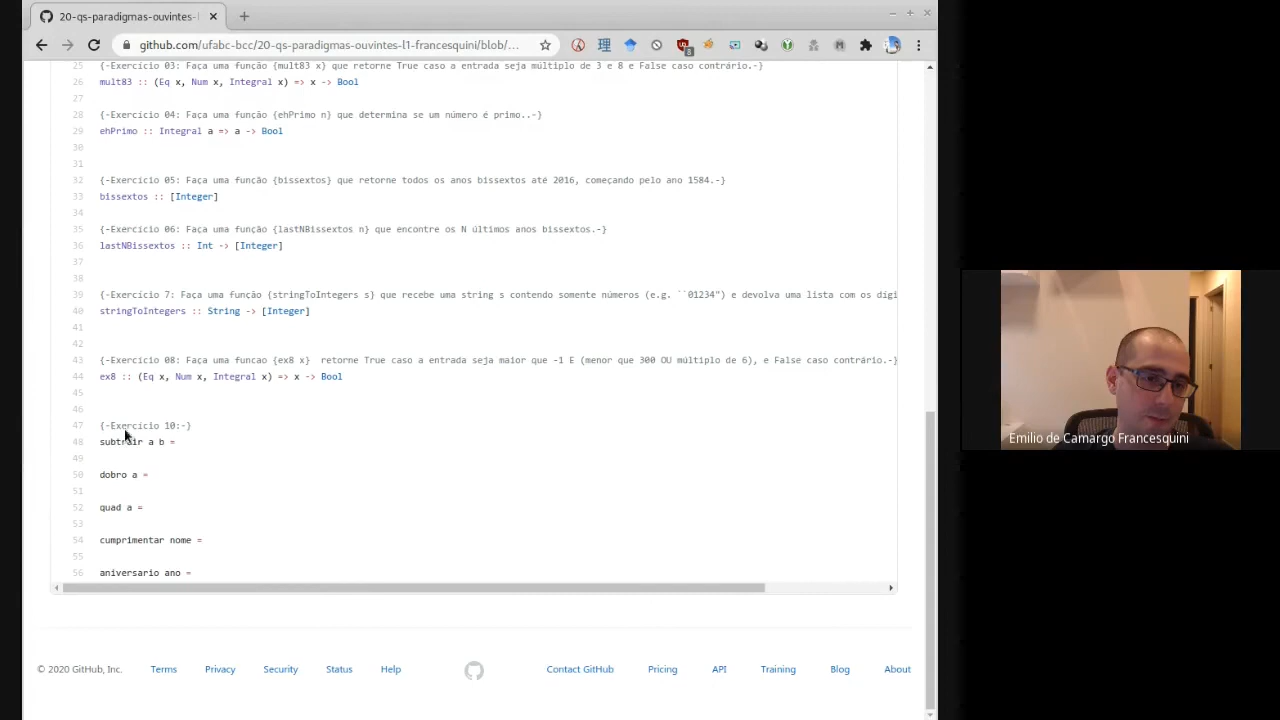 20-qs-paradigmas-ouvintes-l
github.com/ufabc-bcc/20-qs-paradigmas-ouvintes-l1-francesquini/blob/...
8
25 {-Exercício 03: Faça uma função {mult83 x} que retorne True caso a entrada seja múltiplo de 3 e 8 e False caso contrário.-}
26 mult83 :: (Eq x, Num x, Integral x) => x -> Bool
27
28 {-Exercício 04: Faça uma função {ehPrimo n} que determina se um número é primo..-}
29 ehPrimo :: Integral a => a -> Bool
30
31
32 {-Exercício 05: Faça uma função {bissextos} que retorne todos os anos bissextos até 2016, começando pelo ano 1584.-}
33 bissextos :: [Integer]
34
35 {-Exercício 06: Faça uma função {lastNBissextos n} que encontre os N últimos anos bissextos.-}
36 lastNBissextos :: Int -> [Integer]
37
38
39 {-Exercício 7: Faça uma função {stringToIntegers s} que recebe uma string s contendo somente números (e.g. ``01234") e devolva uma lista com os digi
40 stringToIntegers :: String -> [Integer]
41
42
43 {-Exercício 08: Faça uma funcao {ex8 x}  retorne True caso a entrada seja maior que -1 E (menor que 300 OU múltiplo de 6), e False caso contrário.-}
44 ex8 :: (Eq x, Num x, Integral x) => x -> Bool
45
46
47 {-Exercício 10:-}
48 subtrair a b =
49
50 dobro a =
51
52 quad a =
53
54 cumprimentar nome =
55
56 aniversario ano =
© 2020 GitHub, Inc. Terms Privacy Security Status Help Contact GitHub Pricing API Training Blog About
Emilio de Camargo Francesquini